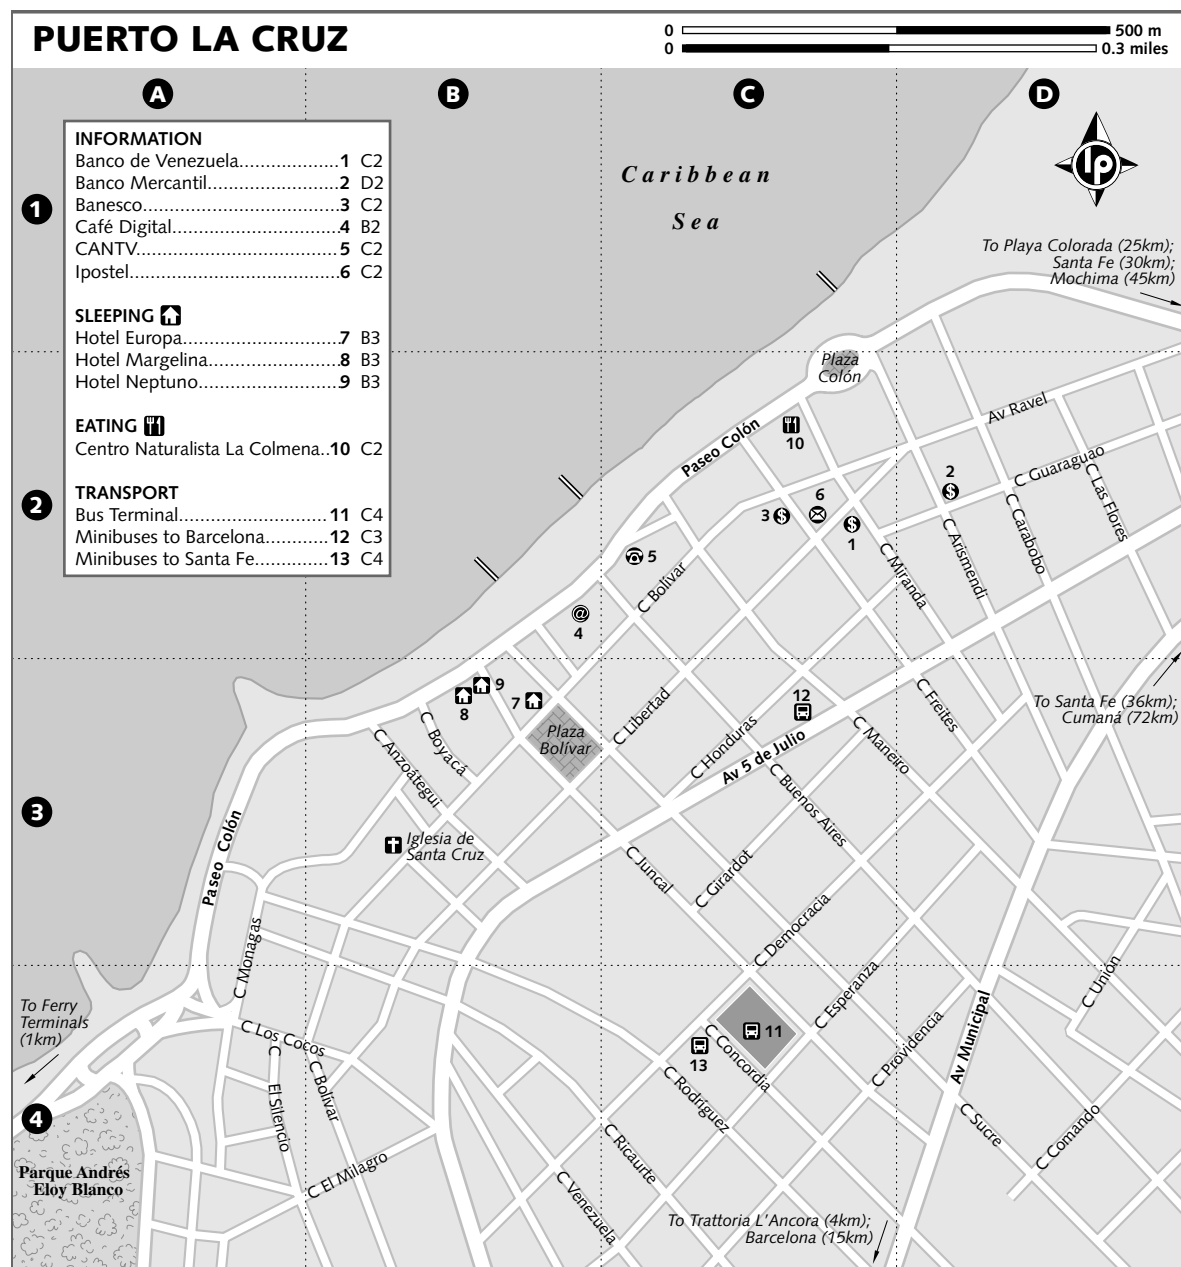 PUERTO LA CRUZ
0 500 m
0 0.3 miles
A B C D
1
2
3
4
INFORMATION
Banco de Venezuela...................1 C2
Banco Mercantil.........................2 D2
Banesco......................................3 C2
Café Digital................................4 B2
CANTV.......................................5 C2
Ipostel........................................6 C2
SLEEPING
Hotel Europa..............................7 B3
Hotel Margelina.........................8 B3
Hotel Neptuno...........................9 B3
EATING
Centro Naturalista La Colmena..10 C2
TRANSPORT
Bus Terminal.............................11 C4
Minibuses to Barcelona............12 C3
Minibuses to Santa Fe..............13 C4
Caribbean
Sea
lp
To Playa Colorada (25km);
Santa Fe (30km);
Mochima (45km)
Plaza
Colón
Av Ravel
Paseo Colón
10
C Guaraguao
2
C Las Flores
6
3
1
C Carabobo
C Arismendi
C Miranda
5
C Bolívar
@
4
9
8
7
12
C Libertad
C Freites
To Santa Fe (36km);
Cumaná (72km)
Plaza
Bolívar
C Boyacá
C Anzoátegui
C Honduras
Av 5 de Julio
C Maneiro
C Buenos Aires
Paseo Colón
Iglesia de
Santa Cruz
C Juncal
C Girardot
C Democracia
C Monagas
C Esperanza
C Unión
To Ferry
Terminals
(1km)
C Los Cocos
11
13
C Concordia
C Providencia
Av Municipal
C El Silencio
C Bolívar
C Rodríguez
C Sucre
C Comando
C Ricaurte
Parque Andrés
Eloy Blanco
C El Milagro
C Venezuela
To Trattoria L'Ancora (4km);
Barcelona (15km)